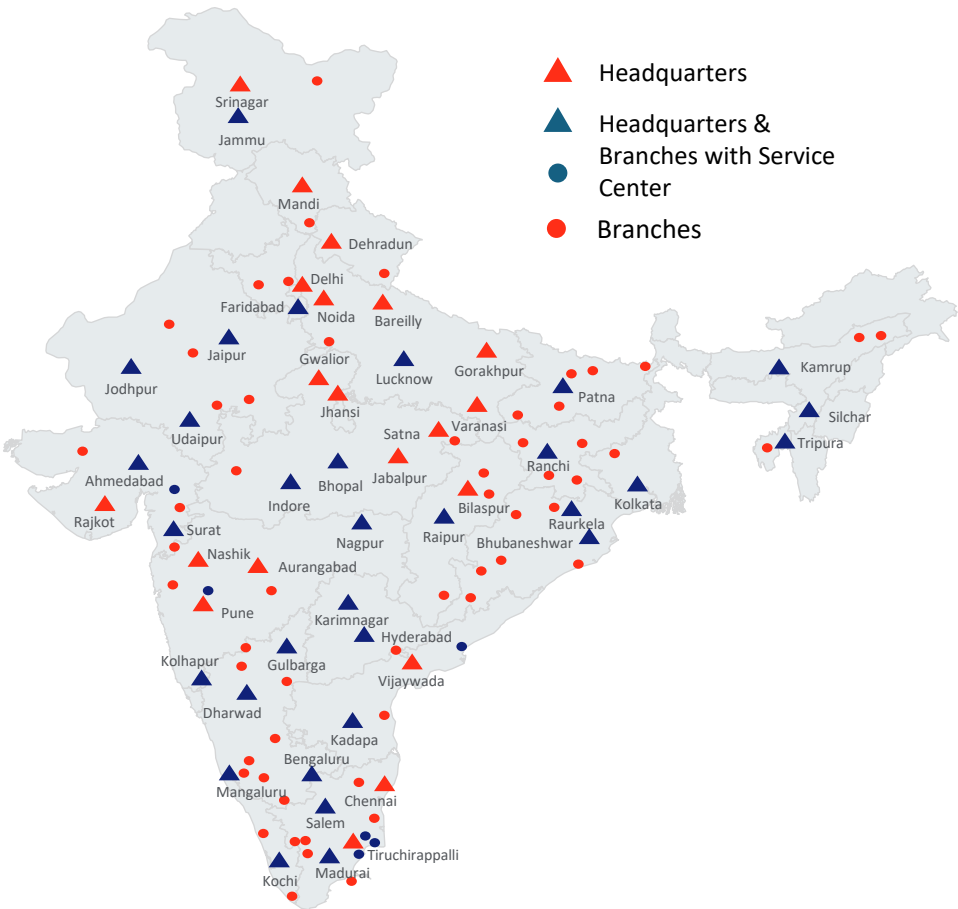 Headquarters
Srinagar
Headquarters &
Branches with Service
Center
Jammu
Mandi
Branches
Dehradun
Delhi
Faridabad
Noida
Bareilly
Jaipur
Gwalior
Lucknow
Gorakhpur
Jodhpur
Kamrup
Patna
Jhansi
Silchar
Udaipur
Varanasi
Satna
Tripura
Ahmedabad
Bhopal
Jabalpur
Ranchi
Indore
Bilaspur
Kolkata
Rajkot
Surat
Nagpur
Raipur
Raurkela
Bhubaneshwar
Nashik
Aurangabad
Pune
Karimnagar
Hyderabad
Kolhapur
Gulbarga
Vijaywada
Dharwad
Kadapa
Bengaluru
Mangaluru
Chennai
Salem
Tiruchirappalli
Madurai
Kochi